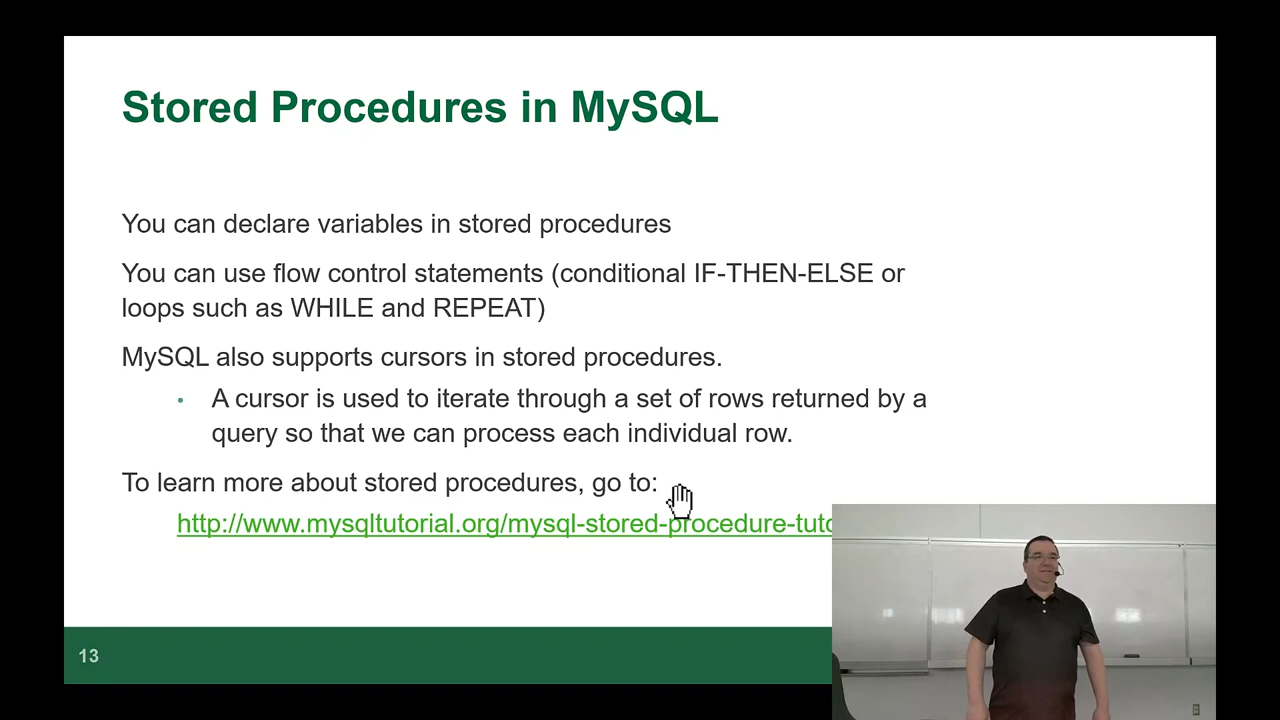 Stored Procedures in MySQL
You can declare variables in stored procedures
You can use flow control statements (conditional IF-THEN-ELSE or
loops such as WHILE and REPEAT)
MySQL also supports cursors in stored procedures.
• A cursor is used to iterate through a set of rows returned by a
query so that we can process each individual row.
To learn more about stored procedures, go to:
http://www.mysqltutorial.org/mysql-stored-procedure-tuto
13